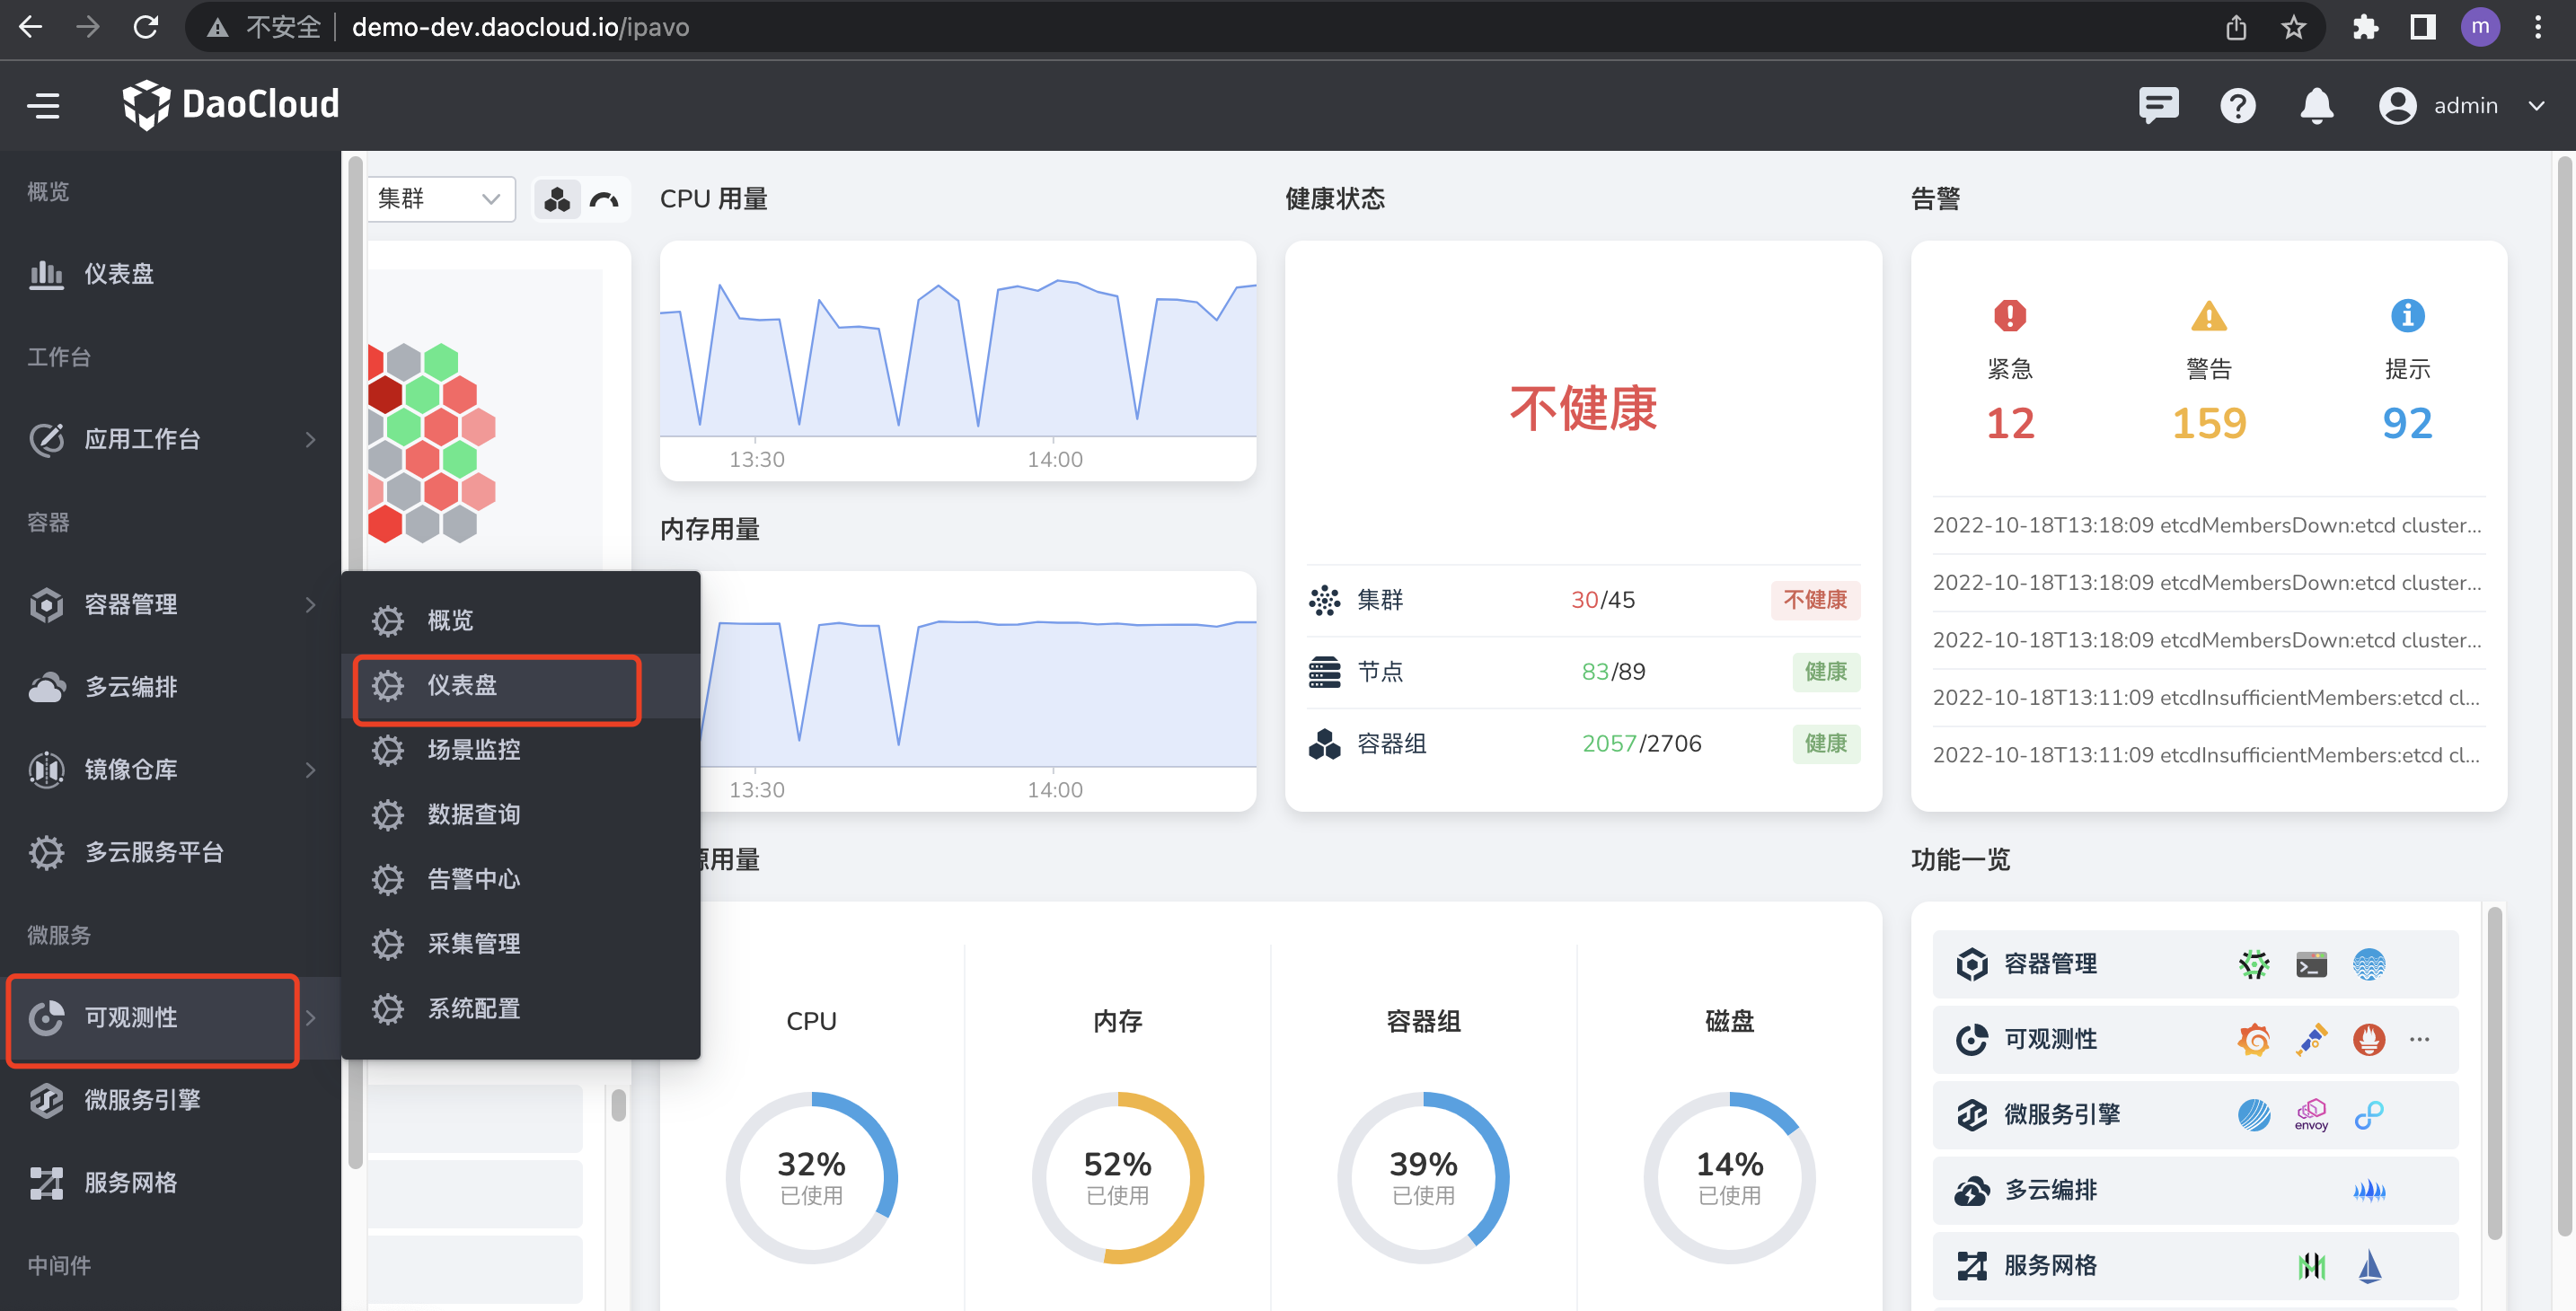 不安全 demo-dev.daocloud.io/ipavo
m
DaoCloud
admin
概览
仪表盘
工作台
应用工作台
容器
容器管理
多云编排
镜像仓库
多云服务平台
微服务
可观测性
微服务引擎
服务网格
中间件
概览
仪表盘
场景监控
数据查询
告警中心
采集管理
系统配置
集群
CPU 用量
13:30 14:00
内存用量
13:30 14:00
健康状态
不健康
集群 30/45 不健康
节点 83/89 健康
容器组 2057/2706 健康
告警
紧急 警告 提示
12 159 92
2022-10-18T13:18:09 etcdMembersDown:etcd cluster...
2022-10-18T13:18:09 etcdMembersDown:etcd cluster...
2022-10-18T13:18:09 etcdMembersDown:etcd cluster...
2022-10-18T13:11:09 etcdInsufficientMembers:etcd cl...
2022-10-18T13:11:09 etcdInsufficientMembers:etcd cl...
用量
CPU 内存 容器组 磁盘
32% 52% 39% 14%
已使用 已使用 已使用 已使用
功能一览
容器管理
可观测性 ...
微服务引擎 envoy
多云编排
服务网格